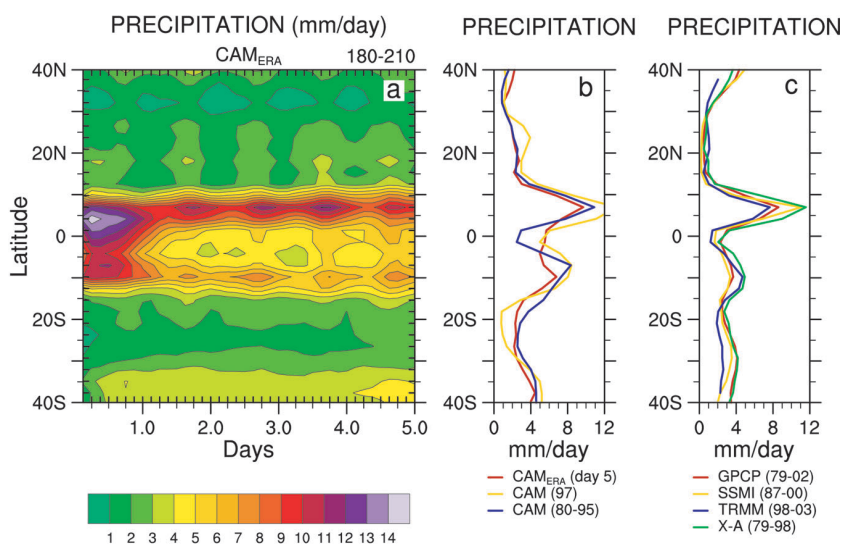 PRECIPITATION (mm/day)
CAM_ERA 180-210
a
40N
20N
0
20S
40S
Latitude
1.0 2.0 3.0 4.0 5.0
Days
1 2 3 4 5 6 7 8 9 10 11 12 13 14
PRECIPITATION
b
40N
20N
0
20S
40S
0 4 8 12
mm/day
CAM_ERA (day 5)
CAM (97)
CAM (80-95)
PRECIPITATION
c
40N
20N
0
20S
40S
0 4 8 12
mm/day
GPCP (79-02)
SSMI (87-00)
TRMM (98-03)
X-A (79-98)